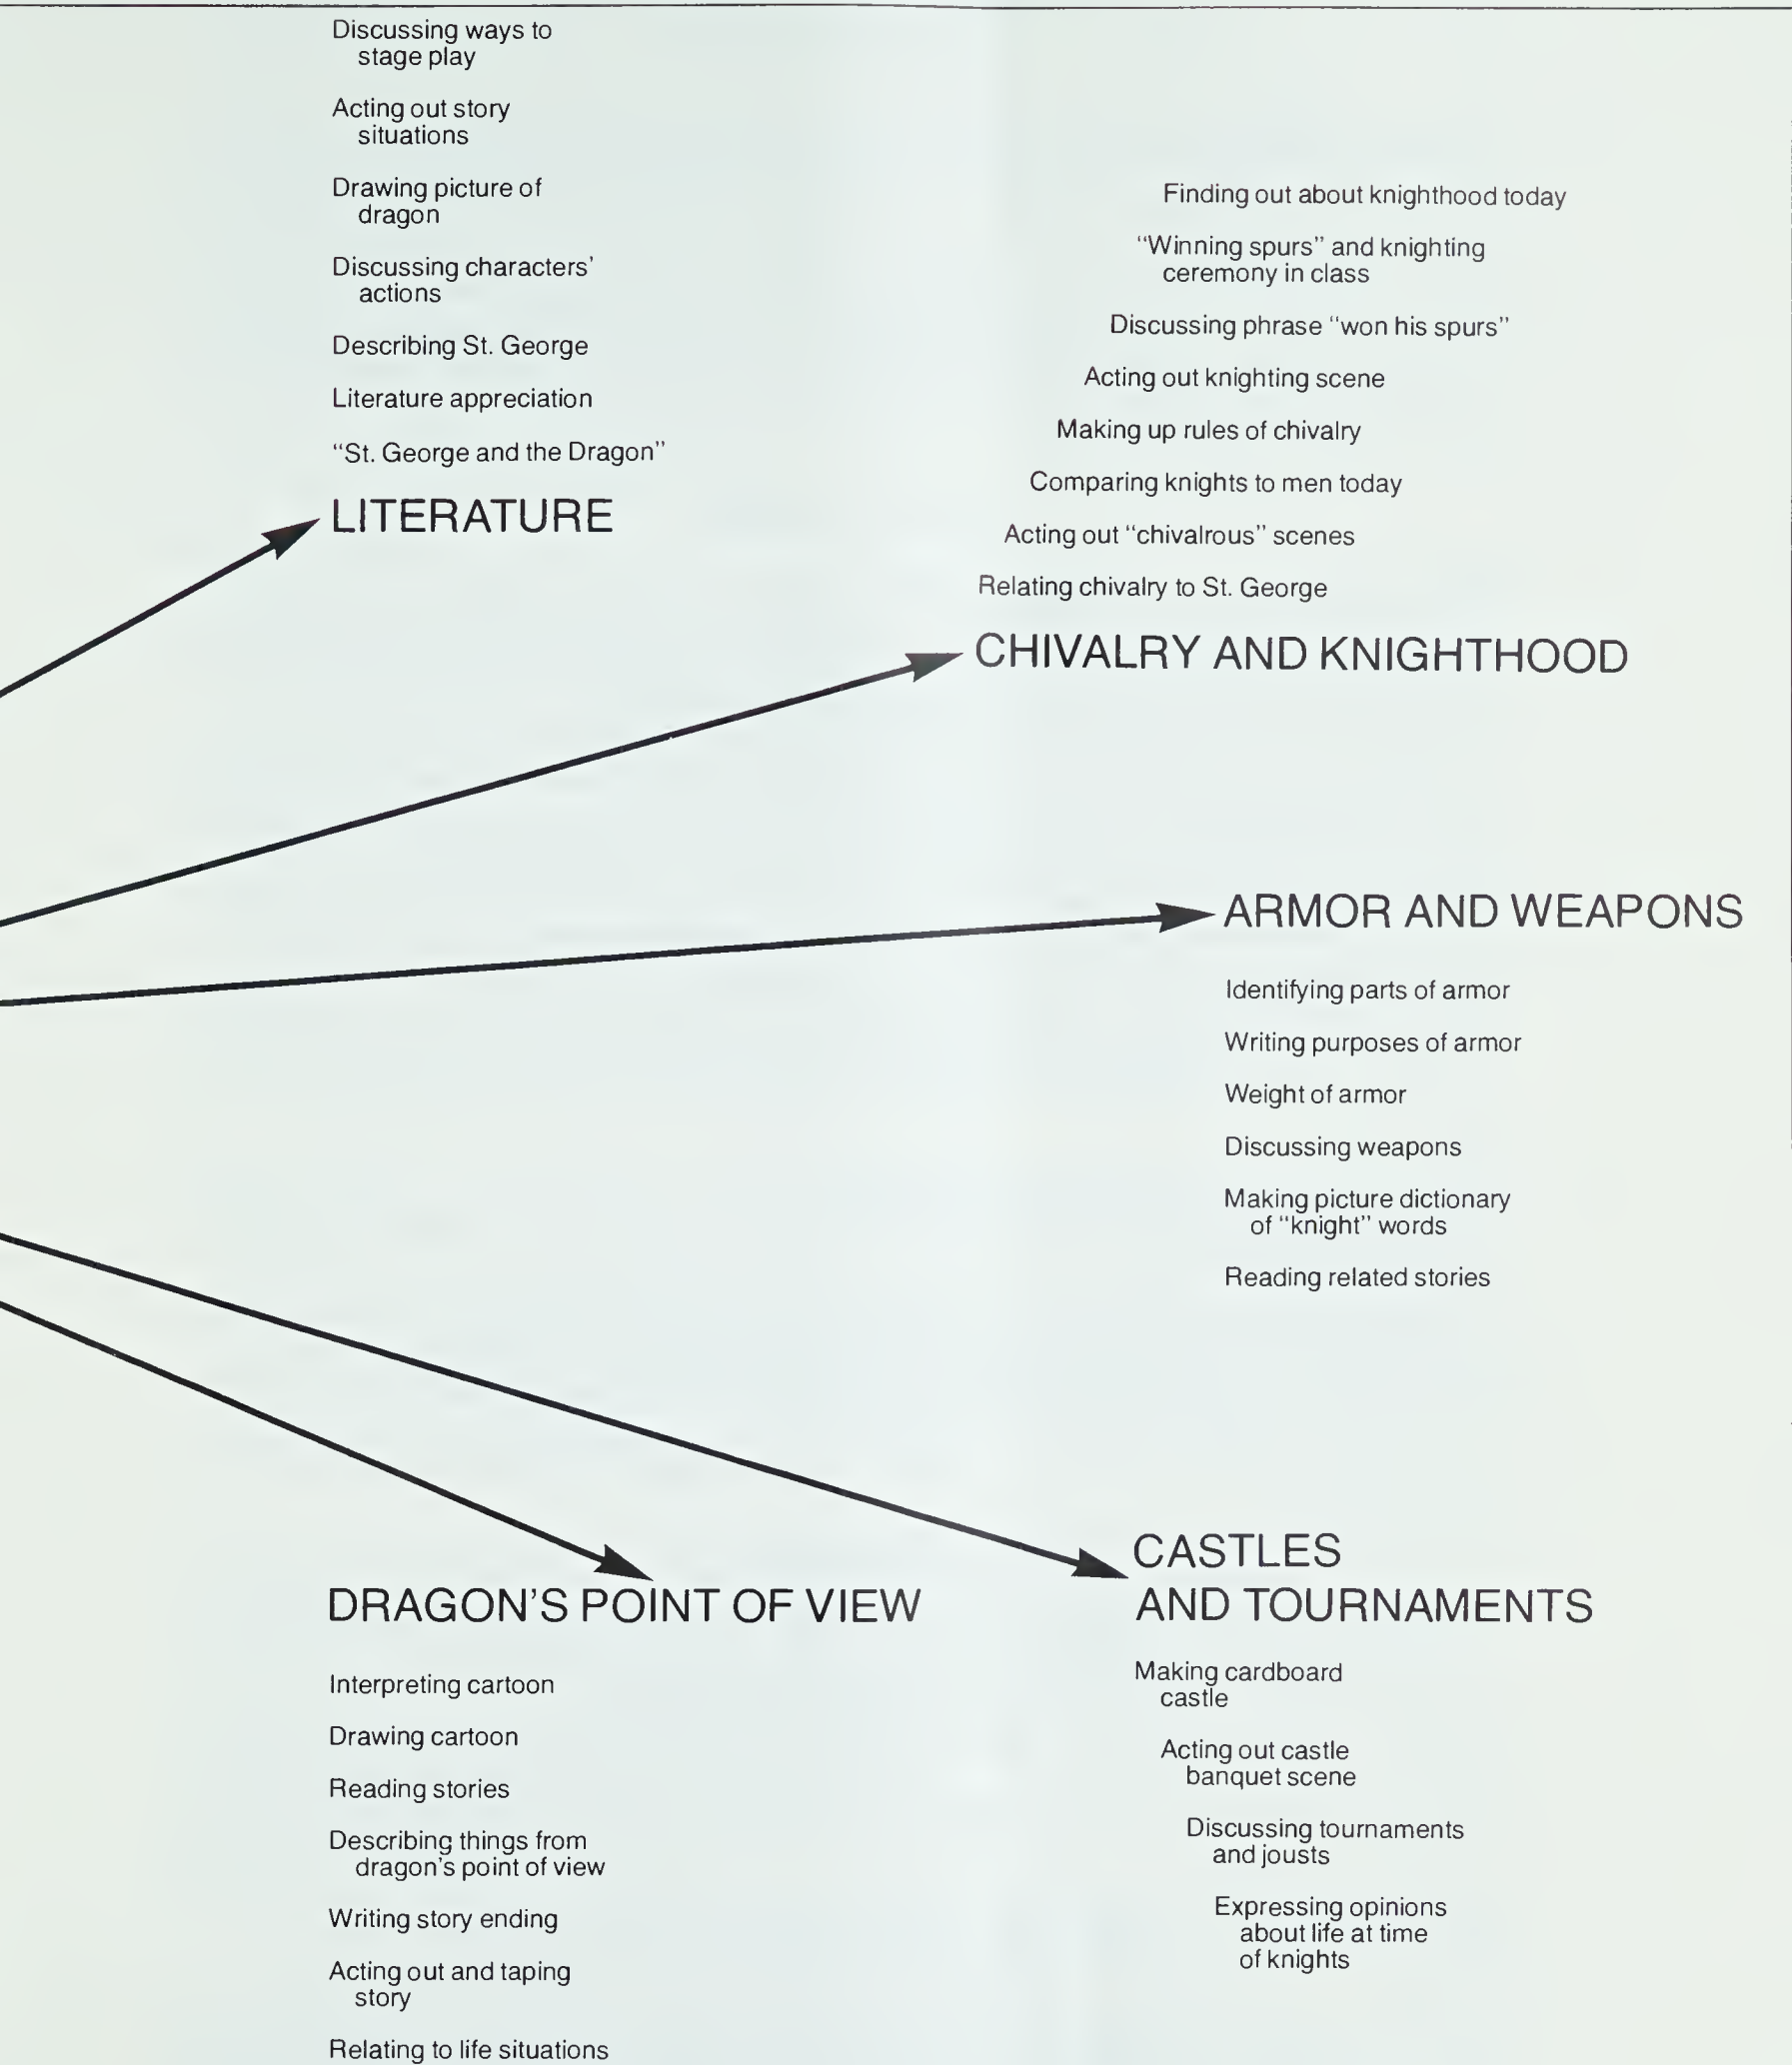 Discussing ways to
stage play
Acting out story
situations
Drawing picture of
dragon
Discussing characters’
actions
Describing St. George
Literature appreciation
“St. George and the Dragon”
LITERATURE
Finding out about knighthood today
“Winning spurs” and knighting
ceremony in class
Discussing phrase “won his spurs”
Acting out knighting scene
Making up rules of chivalry
Comparing knights to men today
Acting out “chivalrous” scenes
Relating chivalry to St. George
CHIVALRY AND KNIGHTHOOD
ARMOR AND WEAPONS
Identifying parts of armor
Writing purposes of armor
Weight of armor
Discussing weapons
Making picture dictionary
of “knight” words
Reading related stories
DRAGON’S POINT OF VIEW
Interpreting cartoon
Drawing cartoon
Reading stories
Describing things from
dragon’s point of view
Writing story ending
Acting out and taping
story
Relating to life situations
CASTLES
AND TOURNAMENTS
Making cardboard
castle
Acting out castle
banquet scene
Discussing tournaments
and jousts
Expressing opinions
about life at time
of knights